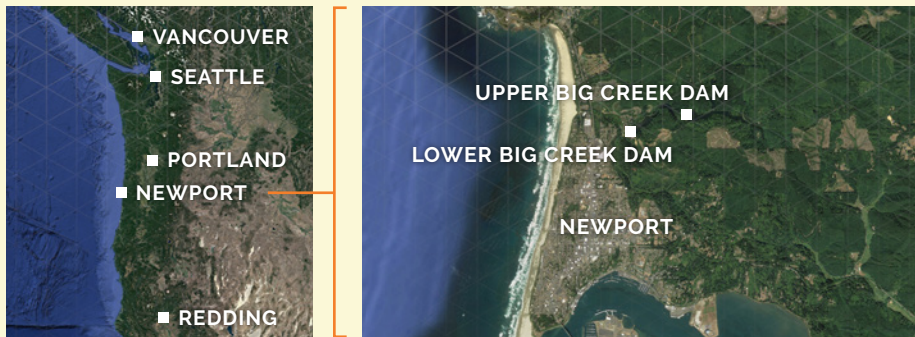 VANCOUVER
SEATTLE
PORTLAND
NEWPORT
REDDING
UPPER BIG CREEK DAM
LOWER BIG CREEK DAM
NEWPORT